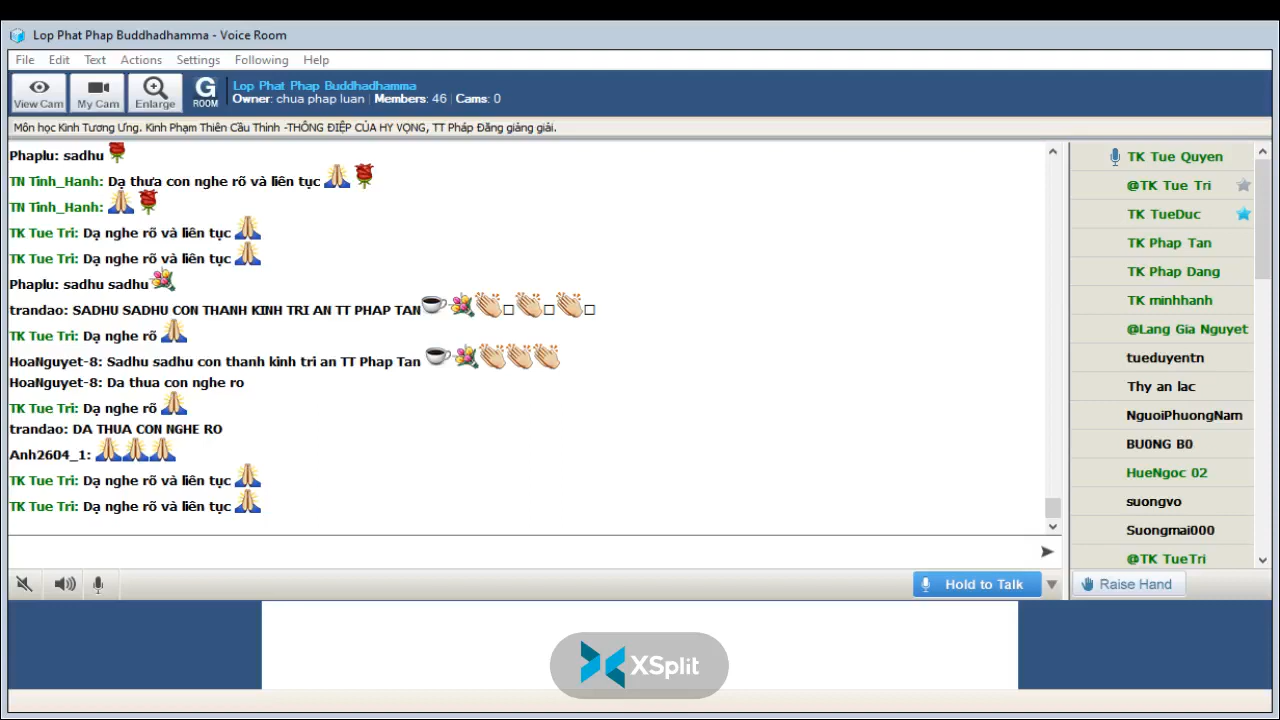 Lop Phat Phap Buddhadhamma - Voice Room
File Edit Text Actions Settings Following Help
View Cam My Cam Enlarge G ROOM
Lop Phat Phap Buddhadhamma
Owner: chua phap luan | Members: 46 | Cams: 0
Môn học Kinh Tương Ưng. Kinh Phạm Thiên Cầu Thỉnh -THÔNG ĐIỆP CỦA HY VỌNG, TT Pháp Đăng giảng giải.
Phaplu: sadhu
TN Tinh_Hanh: Dạ thưa con nghe rõ và liên tục
TN Tinh_Hanh:
TK Tue Tri: Dạ nghe rõ và liên tục
TK Tue Tri: Dạ nghe rõ và liên tục
Phaplu: sadhu sadhu
trandao: SADHU SADHU CON THANH KINH TRI AN TT PHAP TAN
TK Tue Tri: Dạ nghe rõ
HoaNguyet-8: Sadhu sadhu con thanh kinh tri an TT Phap Tan
HoaNguyet-8: Da thua con nghe ro
TK Tue Tri: Dạ nghe rõ
trandao: DA THUA CON NGHE RO
Anh2604_1:
TK Tue Tri: Dạ nghe rõ và liên tục
TK Tue Tri: Dạ nghe rõ và liên tục
TK Tue Quyen
@TK Tue Tri
TK TueDuc
TK Phap Tan
TK Phap Dang
TK minhhanh
@Lang Gia Nguyet
tueduyentn
Thy an lac
NguoiPhuongNam
BU0NG B0
HueNgoc 02
suongvo
Suongmai000
@TK TueTri
Hold to Talk
Raise Hand
XSplit